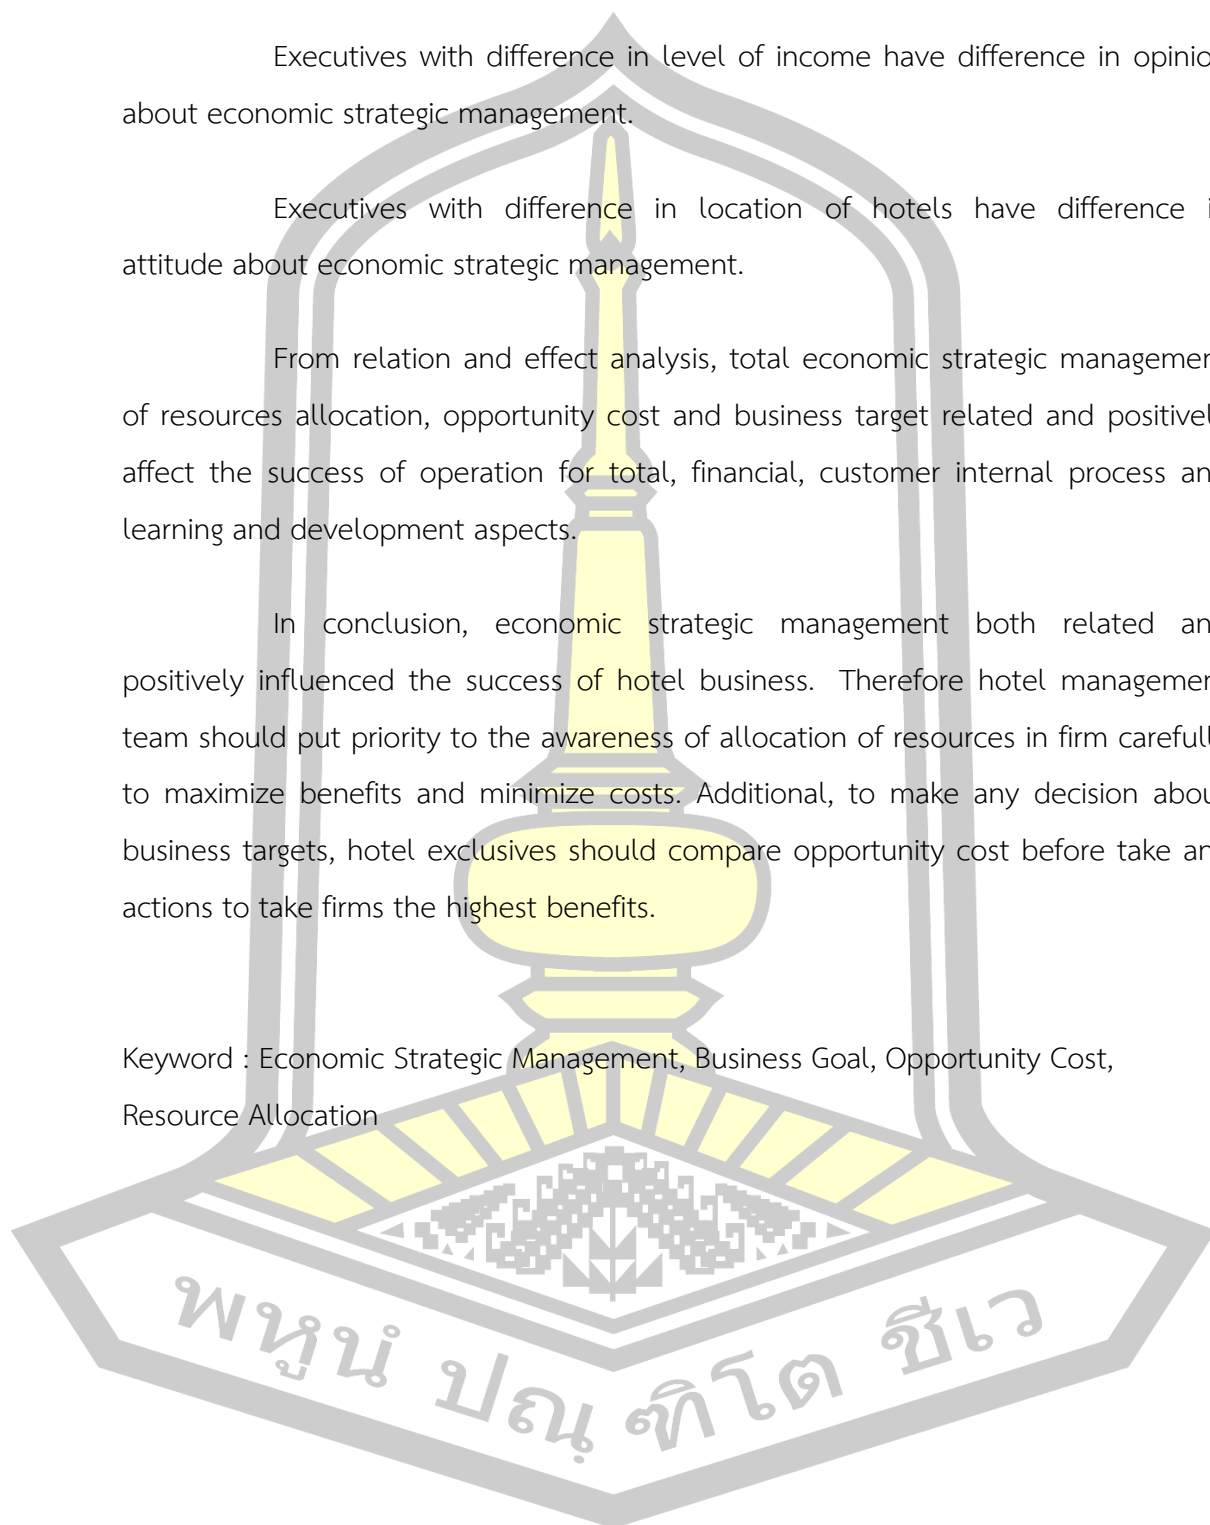 Executives with difference in level of income have difference in opinio
about economic strategic management.
Executives with difference in location of hotels have difference i
attitude about economic strategic management.
From relation and effect analysis, total economic strategic managemen
of resources allocation, opportunity cost and business target related and positivel
affect the success of operation for total, financial, customer internal process an
learning and development aspects.
In conclusion, economic strategic management both related an
positively influenced the success of hotel business. Therefore hotel managemen
team should put priority to the awareness of allocation of resources in firm carefull
to maximize benefits and minimize costs. Additional, to make any decision abou
business targets, hotel exclusives should compare opportunity cost before take an
actions to take firms the highest benefits.
Keyword : Economic Strategic Management, Business Goal, Opportunity Cost,
Resource Allocation
พหูนํ ปณฺฑิโต ชีเว